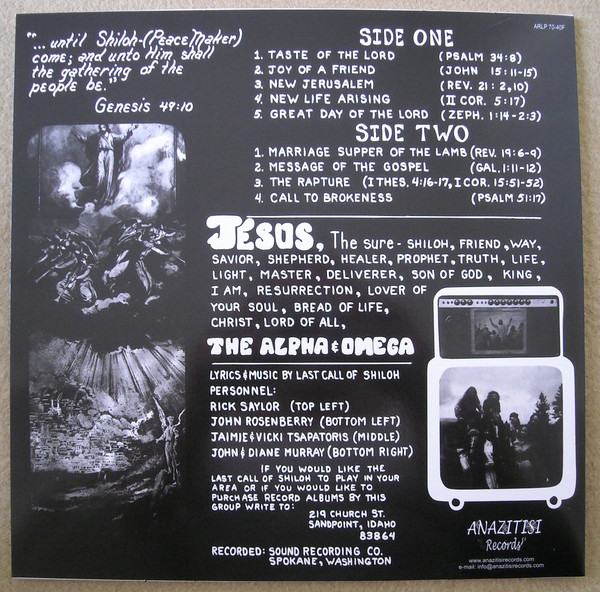 "... until Shiloh-(Peace Maker)
come; and unto Him shall
the gathering of the
people be."
Genesis 49:10
ARLP 70-40F
SIDE ONE
1. TASTE OF THE LORD (PSALM 34:8)
2. JOY OF A FRIEND (JOHN 15:11-15)
3. NEW JERUSALEM (REV. 21:2,10)
4. NEW LIFE ARISING (II COR. 5:17)
5. GREAT DAY OF THE LORD (ZEPH. 1:14-2:3)
SIDE TWO
1. MARRIAGE SUPPER OF THE LAMB (REV. 19:6-9)
2. MESSAGE OF THE GOSPEL (GAL. 1:11-12)
3. THE RAPTURE (I THES. 4:16-17, I COR. 15:51-52)
4. CALL TO BROKENESS (PSALM 51:17)
JESUS, The sure - SHILOH, FRIEND, WAY,
SAVIOR, SHEPHERD, HEALER, PROPHET, TRUTH, LIFE,
LIGHT, MASTER, DELIVERER, SON OF GOD, KING,
I AM, RESURRECTION, LOVER OF
YOUR SOUL, BREAD OF LIFE,
CHRIST, LORD OF ALL,
THE ALPHA & OMEGA
LYRICS & MUSIC BY LAST CALL OF SHILOH
PERSONNEL:
RICK SAYLOR (TOP LEFT)
JOHN ROSENBERRY (BOTTOM LEFT)
JAIMIE & VICKI TSAPATORIS (MIDDLE)
JOHN & DIANE MURRAY (BOTTOM RIGHT)
IF YOU WOULD LIKE THE
LAST CALL OF SHILOH TO PLAY IN YOUR
AREA OR IF YOU WOULD LIKE TO
PURCHASE RECORD ALBUMS BY THIS
GROUP WRITE TO:
219 CHURCH ST.
SANDPOINT, IDAHO
83864
RECORDED: SOUND RECORDING CO.
SPOKANE, WASHINGTON
ANAZITISI
Records
www.anazitisirecords.com
e-mail: info@anazitisirecords.com